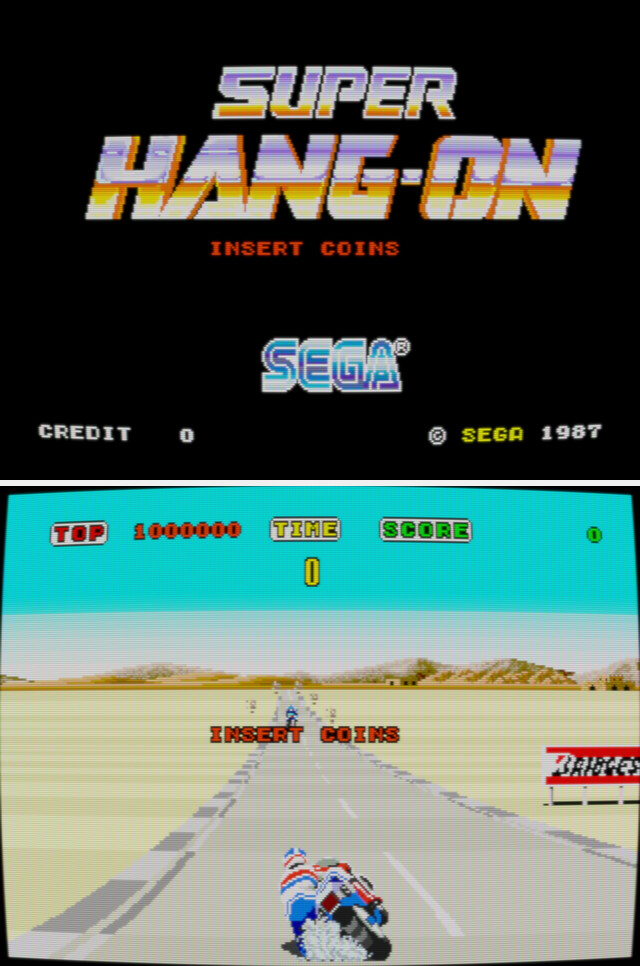 SUPER
HANG-ON
INSERT COINS
SEGA®
CREDIT 0 © SEGA 1987
TOP 1000000 TIME SCORE 0
0
INSERT COINS